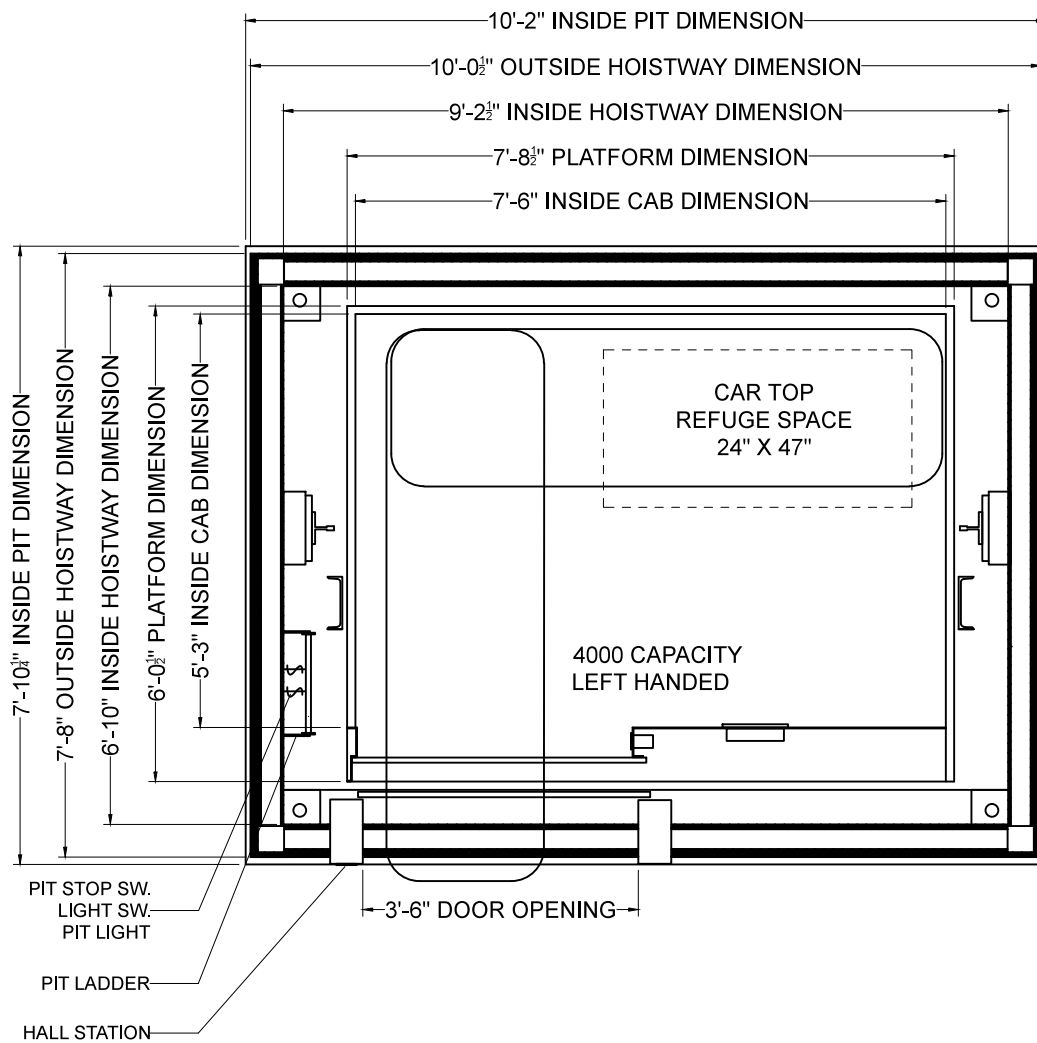 10'-2" INSIDE PIT DIMENSION
10'-0½" OUTSIDE HOISTWAY DIMENSION
9'-2½" INSIDE HOISTWAY DIMENSION
7'-8½" PLATFORM DIMENSION
7'-6" INSIDE CAB DIMENSION
7'-10¼" INSIDE PIT DIMENSION
7'-8" OUTSIDE HOISTWAY DIMENSION
6'-10" INSIDE HOISTWAY DIMENSION
6'-0½" PLATFORM DIMENSION
5'-3" INSIDE CAB DIMENSION
CAR TOP
REFUGE SPACE
24" X 47"
4000 CAPACITY
LEFT HANDED
3'-6" DOOR OPENING
PIT STOP SW.
LIGHT SW.
PIT LIGHT
PIT LADDER
HALL STATION